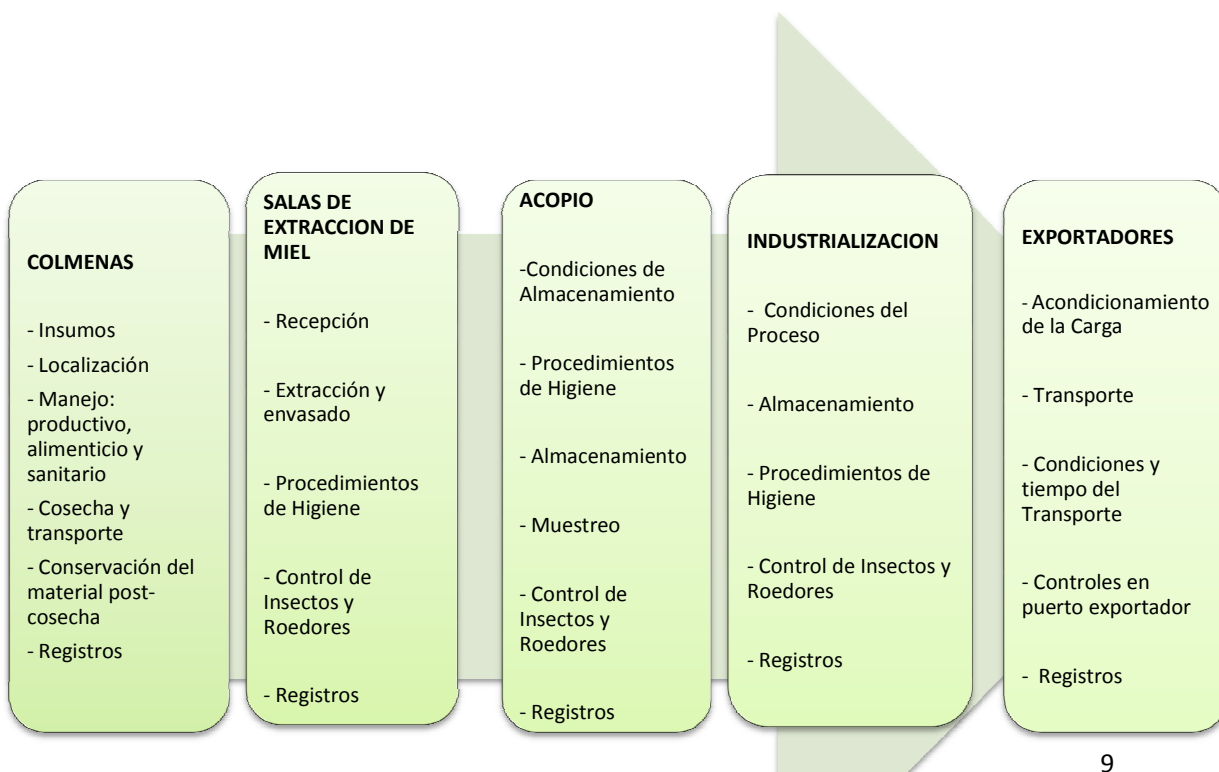 COLMENAS
- Insumos
- Localización
- Manejo:
productivo,
alimenticio y
sanitario
- Cosecha y
transporte
- Conservación del
material post-
cosecha
- Registros
SALAS DE
EXTRACCION DE
MIEL
- Recepción
- Extracción y
envasado
- Procedimientos
de Higiene
- Control de
Insectos y
Roedores
- Registros
ACOPIO
-Condiciones de
Almacenamiento
- Procedimientos
de Higiene
- Almacenamiento
- Muestreo
- Control de
Insectos y
Roedores
- Registros
INDUSTRIALIZACION
- Condiciones del
Proceso
- Almacenamiento
- Procedimientos de
Higiene
- Control de Insectos y
Roedores
- Registros
EXPORTADORES
- Acondicionamiento
de la Carga
- Transporte
- Condiciones y
tiempo del
Transporte
- Controles en
puerto exportador
- Registros
9